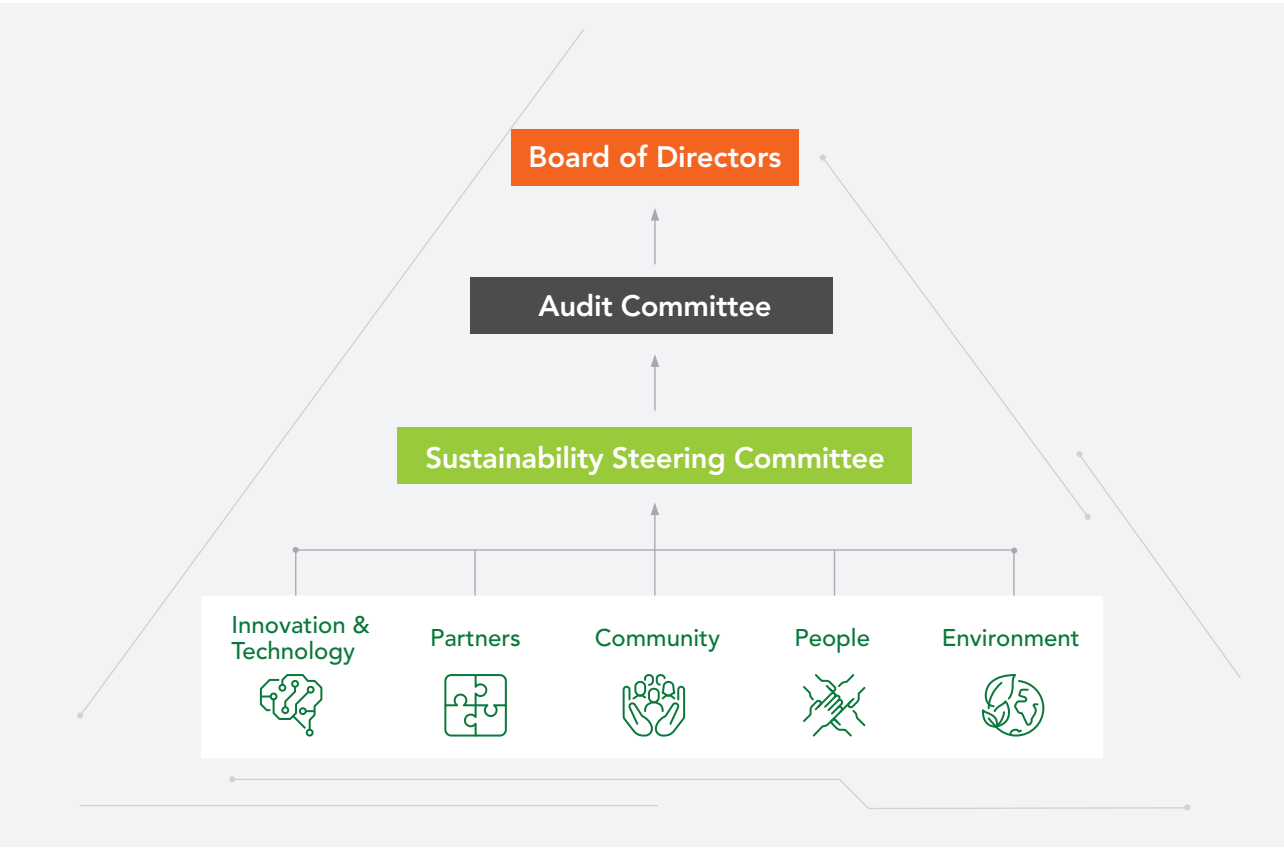 Board of Directors
Audit Committee
Sustainability Steering Committee
Innovation &
Technology
Partners
Community
People
Environment